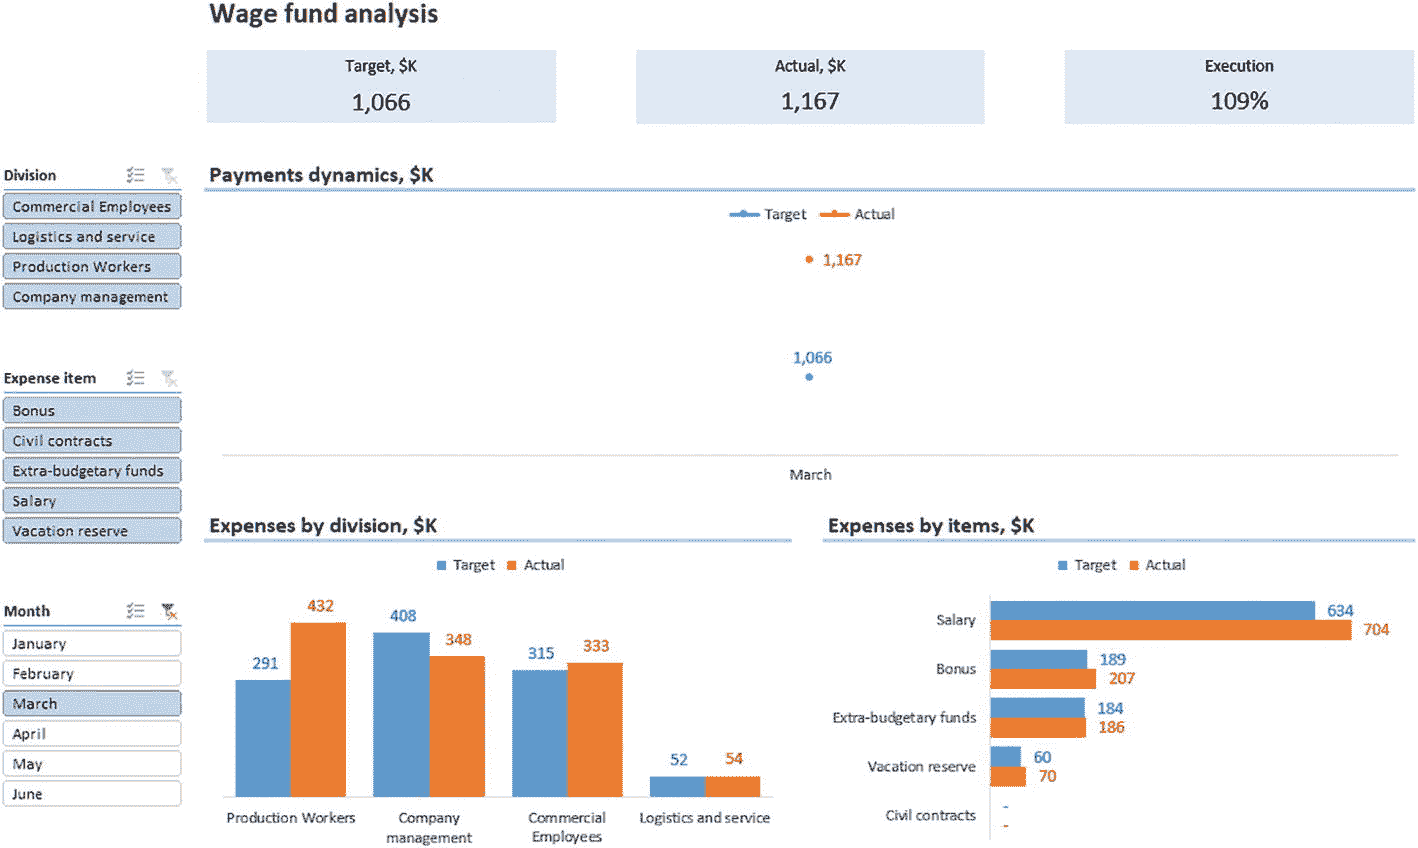 Wage fund analysis
Target, $K
1,066
Actual, $K
1,167
Execution
109%
Division
Commercial Employees
Logistics and service
Production Workers
Company management
Expense item
Bonus
Civil contracts
Extra-budgetary funds
Salary
Vacation reserve
Month
January
February
March
April
May
June
Payments dynamics, $K
Target Actual
1,167
1,066
March
Expenses by division, $K
Target Actual
291 432 408 348 315 333 52 54
Production Workers
Company
management
Commercial
Employees
Logistics and service
Expenses by items, $K
Target Actual
Salary 634
704
Bonus 189
207
Extra-budgetary funds 184
186
Vacation reserve 60
70
Civil contracts -
-